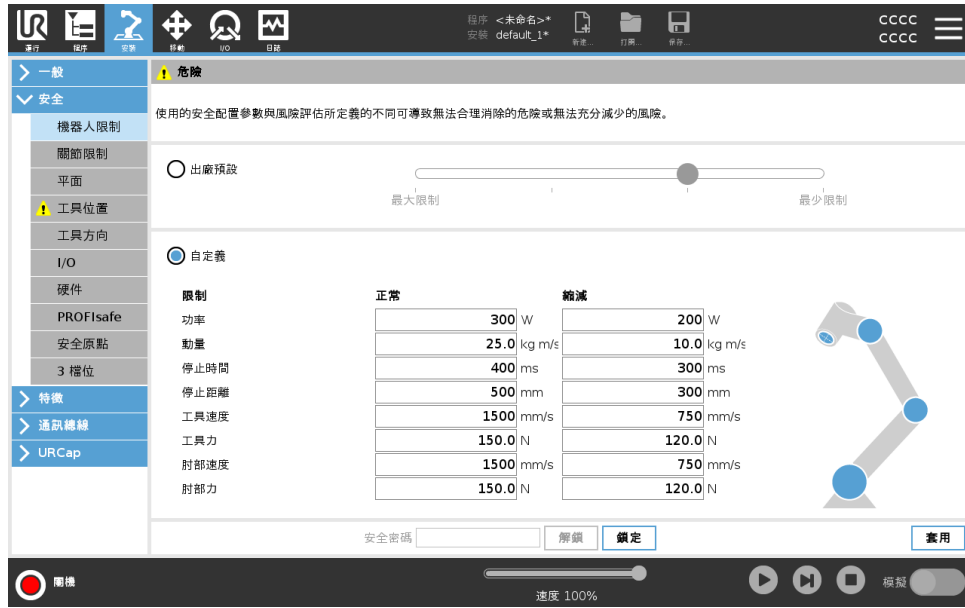 UR
程序 <未命名>*
安裝 default_1*
CCCC
CCCC
運行 程序 安裝 移動 I/O 日誌 新建... 打開... 保存...
一般
安全
機器人限制
關節限制
平面
工具位置
工具方向
I/O
硬件
PROFIsafe
安全原點
3 檔位
特徵
通訊總線
URCap
危險
使用的安全配置參數與風險評估所定義的不同可導致無法合理消除的危險或無法充分減少的風險。
出廠預設
最大限制 最少限制
自定義
限制 正常 縮減
功率 300 W 200 W
動量 25.0 kg m/s 10.0 kg m/s
停止時間 400 ms 300 ms
停止距離 500 mm 300 mm
工具速度 1500 mm/s 750 mm/s
工具力 150.0 N 120.0 N
肘部速度 1500 mm/s 750 mm/s
肘部力 150.0 N 120.0 N
安全密碼 解鎖 鎖定 套用
關機
速度 100%
模擬